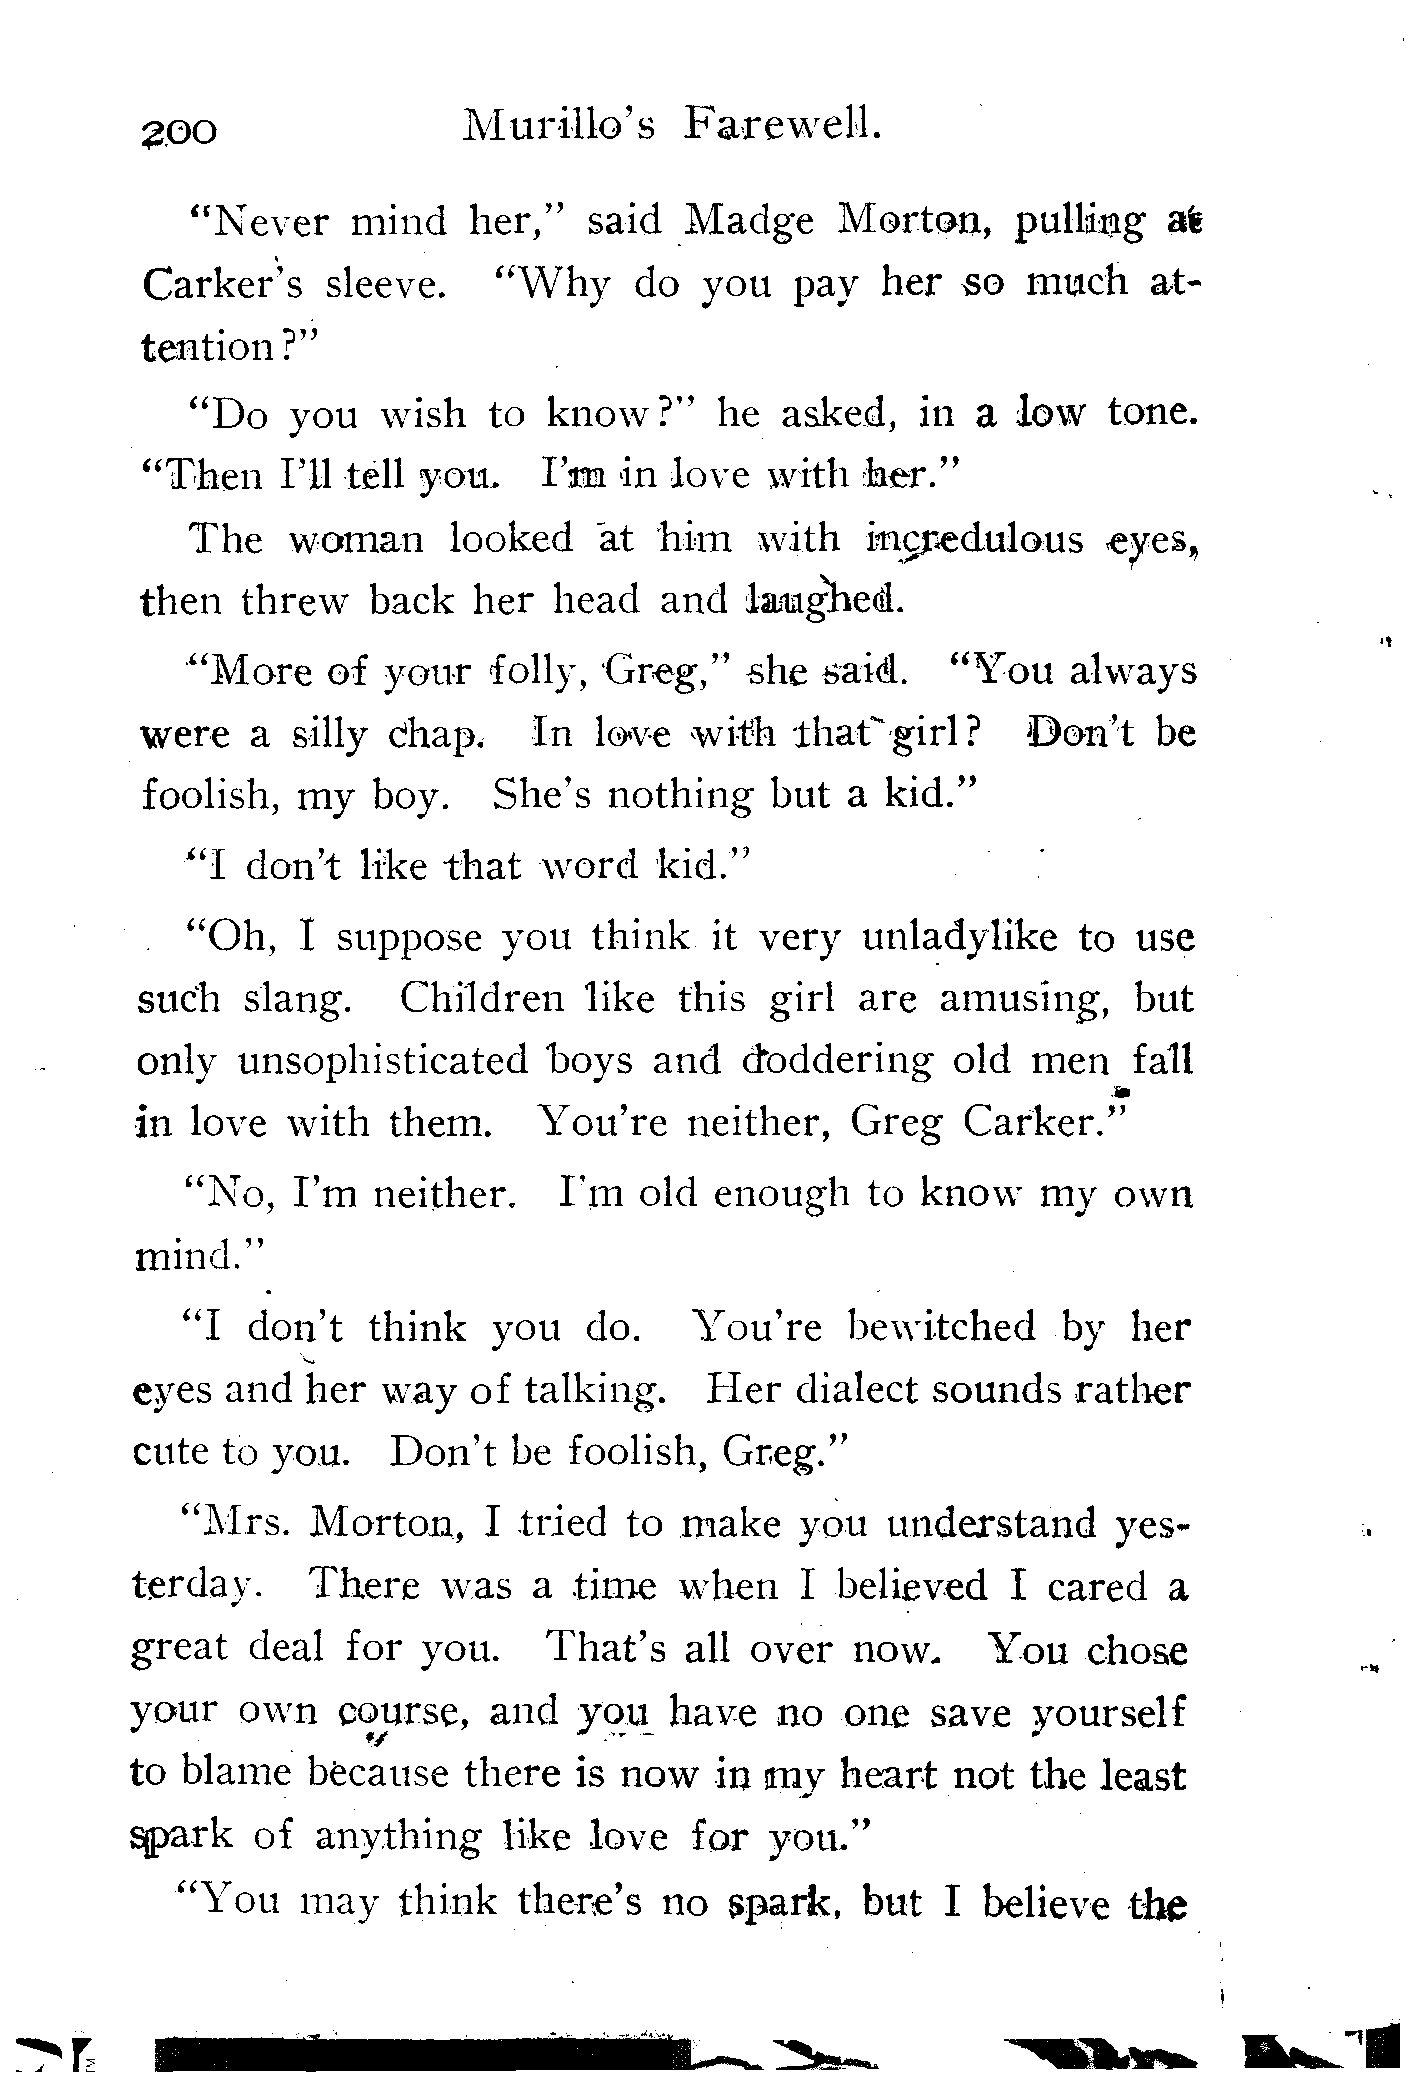 200 Murillo's Farewell.
"Never mind her," said Madge Morton, pulling at
Carker's sleeve. "Why do you pay her so much at-
tention?"
"Do you wish to know?" he asked, in a low tone.
"Then I'll tell you. I'm in love with her."
The woman looked at him with incredulous eyes,
then threw back her head and laughed.
"More of your folly, Greg," she said. "You always
were a silly chap. In love with that girl? Don't be
foolish, my boy. She's nothing but a kid."
"I don't like that word kid."
"Oh, I suppose you think it very unladylike to use
such slang. Children like this girl are amusing, but
only unsophisticated boys and doddering old men fall
in love with them. You're neither, Greg Carker."
"No, I'm neither. I'm old enough to know my own
mind."
"I don't think you do. You're bewitched by her
eyes and her way of talking. Her dialect sounds rather
cute to you. Don't be foolish, Greg."
"Mrs. Morton, I tried to make you understand yes-
terday. There was a time when I believed I cared a
great deal for you. That's all over now. You chose
your own course, and you have no one save yourself
to blame because there is now in my heart not the least
spark of anything like love for you."
"You may think there's no spark, but I believe the